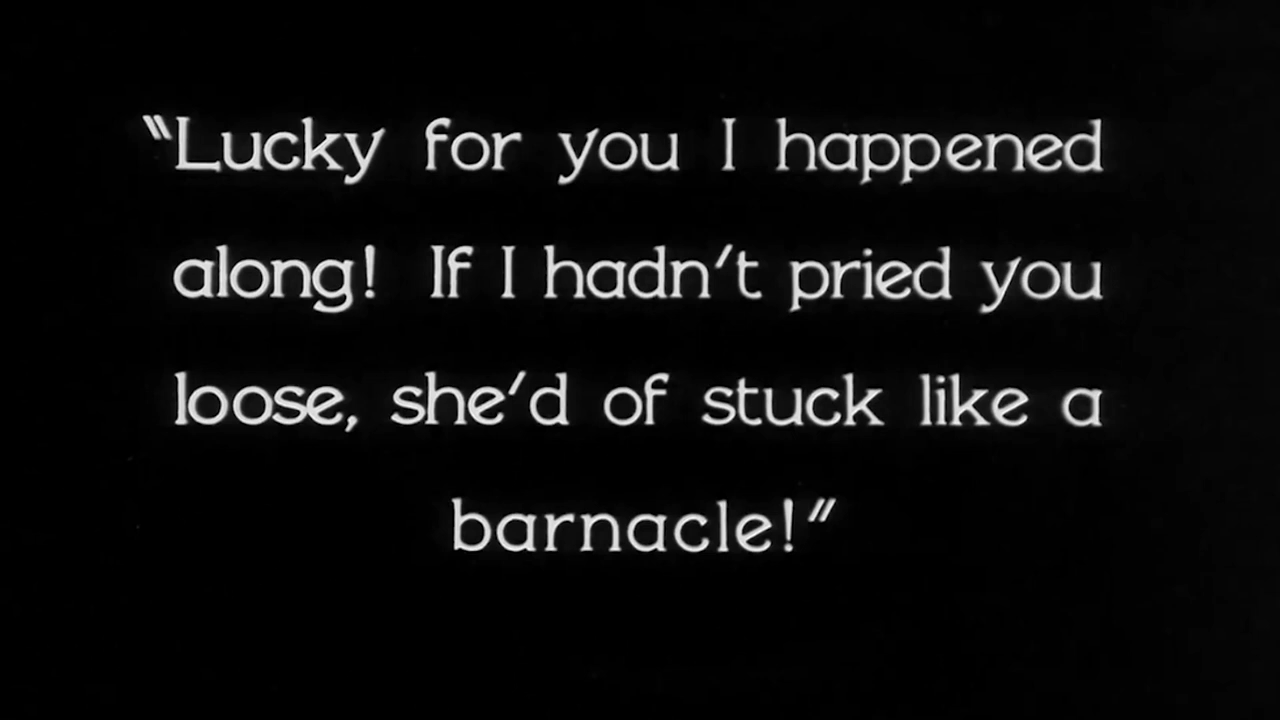 “Lucky for you I happened
along! If I hadn't pried you
loose, she'd of stuck like a
barnacle!”